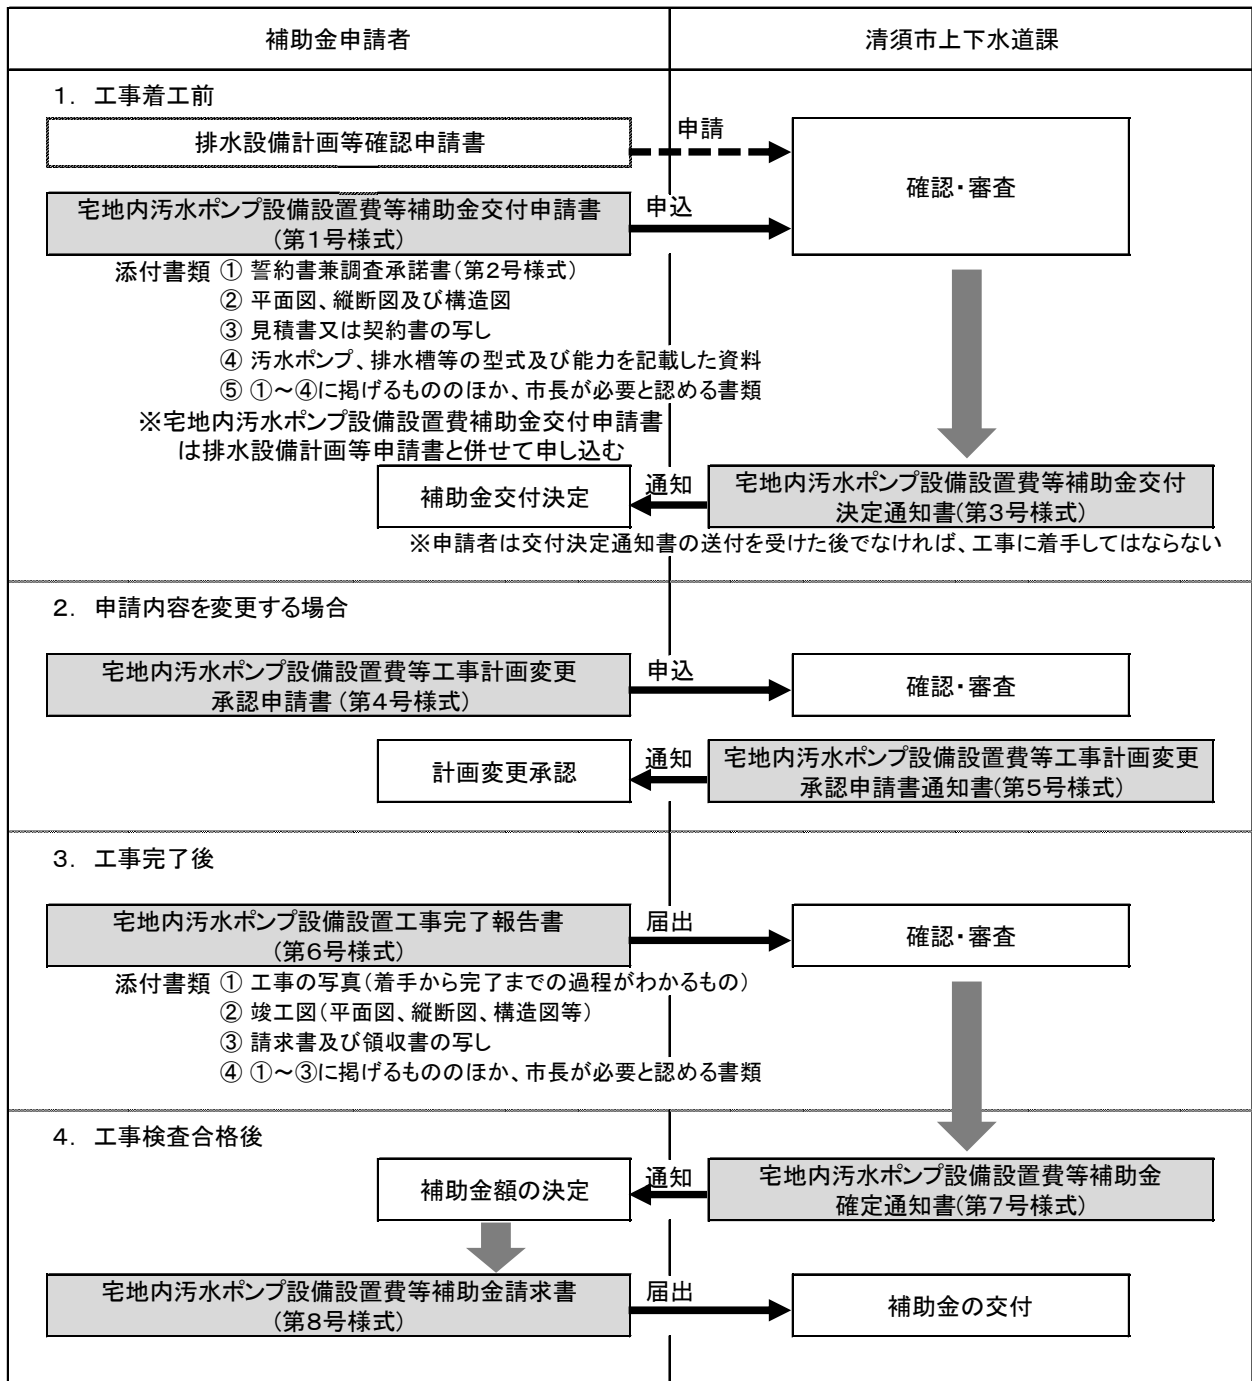 補助金申請者
清須市上下水道課
１．工事着工前
排水設備計画等確認申請書
申請
確認・審査
宅地内汚水ポンプ設備設置費等補助金交付申請書
(第１号様式)
申込
添付書類 ① 誓約書兼調査承諾書(第２号様式)
② 平面図、縦断図及び構造図
③ 見積書又は契約書の写し
④ 汚水ポンプ、排水槽等の型式及び能力を記載した資料
⑤ ①～④に掲げるもののほか、市長が必要と認める書類
※宅地内汚水ポンプ設備設置費補助金交付申請書
は排水設備計画等申請書と併せて申し込む
補助金交付決定
通知
宅地内汚水ポンプ設備設置費等補助金交付
決定通知書(第３号様式)
※申請者は交付決定通知書の送付を受けた後でなければ、工事に着手してはならない
２．申請内容を変更する場合
宅地内汚水ポンプ設備設置費等工事計画変更
承認申請書(第４号様式)
申込
確認・審査
計画変更承認
通知
宅地内汚水ポンプ設備設置費等工事計画変更
承認申請書通知書(第５号様式)
３．工事完了後
宅地内汚水ポンプ設備設置工事完了報告書
(第６号様式)
届出
確認・審査
添付書類 ① 工事の写真(着手から完了までの過程がわかるもの)
② 竣工図(平面図、縦断図、構造図等)
③ 請求書及び領収書の写し
④ ①～③に掲げるもののほか、市長が必要と認める書類
４．工事検査合格後
補助金額の決定
通知
宅地内汚水ポンプ設備設置費等補助金
確定通知書(第７号様式)
宅地内汚水ポンプ設備設置費等補助金請求書
(第８号様式)
届出
補助金の交付